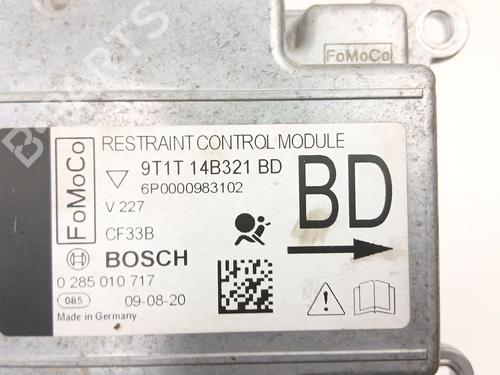 B-PARTS
FoMoCo
FoMoCo
RESTRAINT CONTROL MODULE
9T1T 14B321 BD
6P0000983102
V 227
CF33B
BD
BOSCH
0 285 010 717
085 09-08-20
Made in Germany